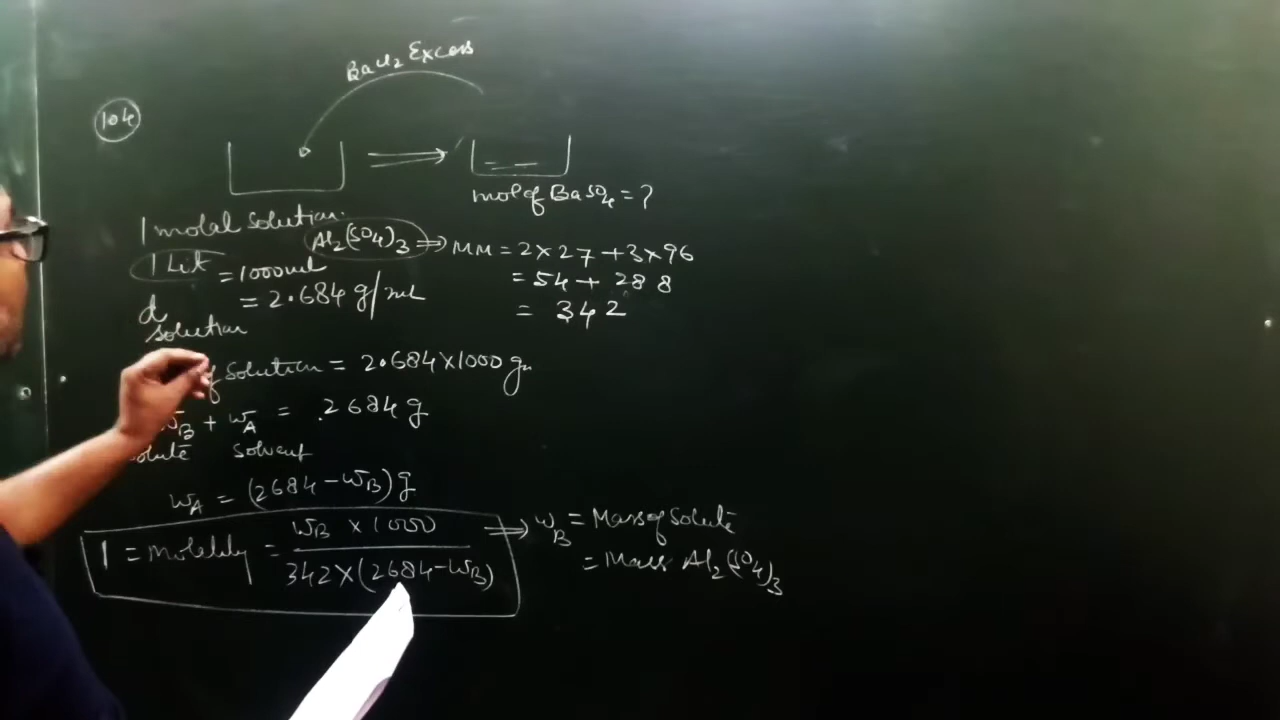 BaCl2 Excess
104
mol of BaSO4 = ?
1 molal solution.
Al2(SO4)3 ⇒ MM = 2×27 + 3×96
= 54 + 288
= 342
1 Lit = 1000 ml
d solution = 2.684 g/ml
of solution = 2.684×1000 gm
wB + wA = 2684 g
solute solvent
wA = (2684 - wB) g
1 = Molality = wB × 1000 / 342 × (2684 - wB)
⇒ wB = Mass of Solute
= Mass Al2(SO4)3